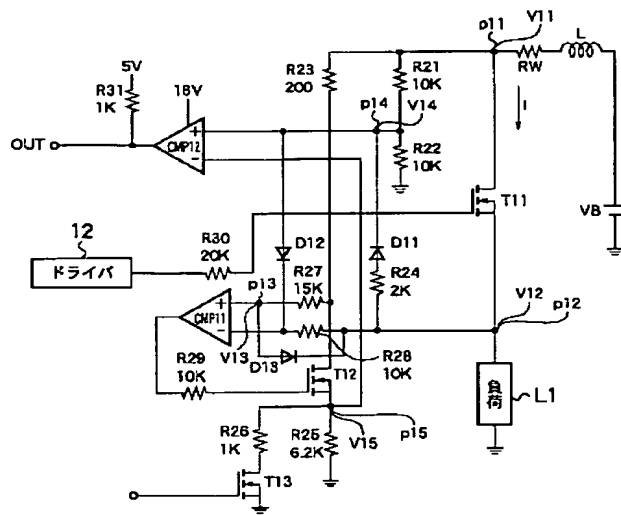 p11
V11
5V
R31
1K
18V
R23
200
R21
10K
RW
L
p14
V14
I
OUT
+
-
CMP12
R22
10K
T11
VB
12
ドライバ
R30
20K
D12
D11
p13
R27
15K
R24
2K
V12
p12
+
-
CMP11
V13
D13
R28
10K
R29
10K
T12
負荷
L1
R26
1K
R25
6.2K
V15
p15
T13